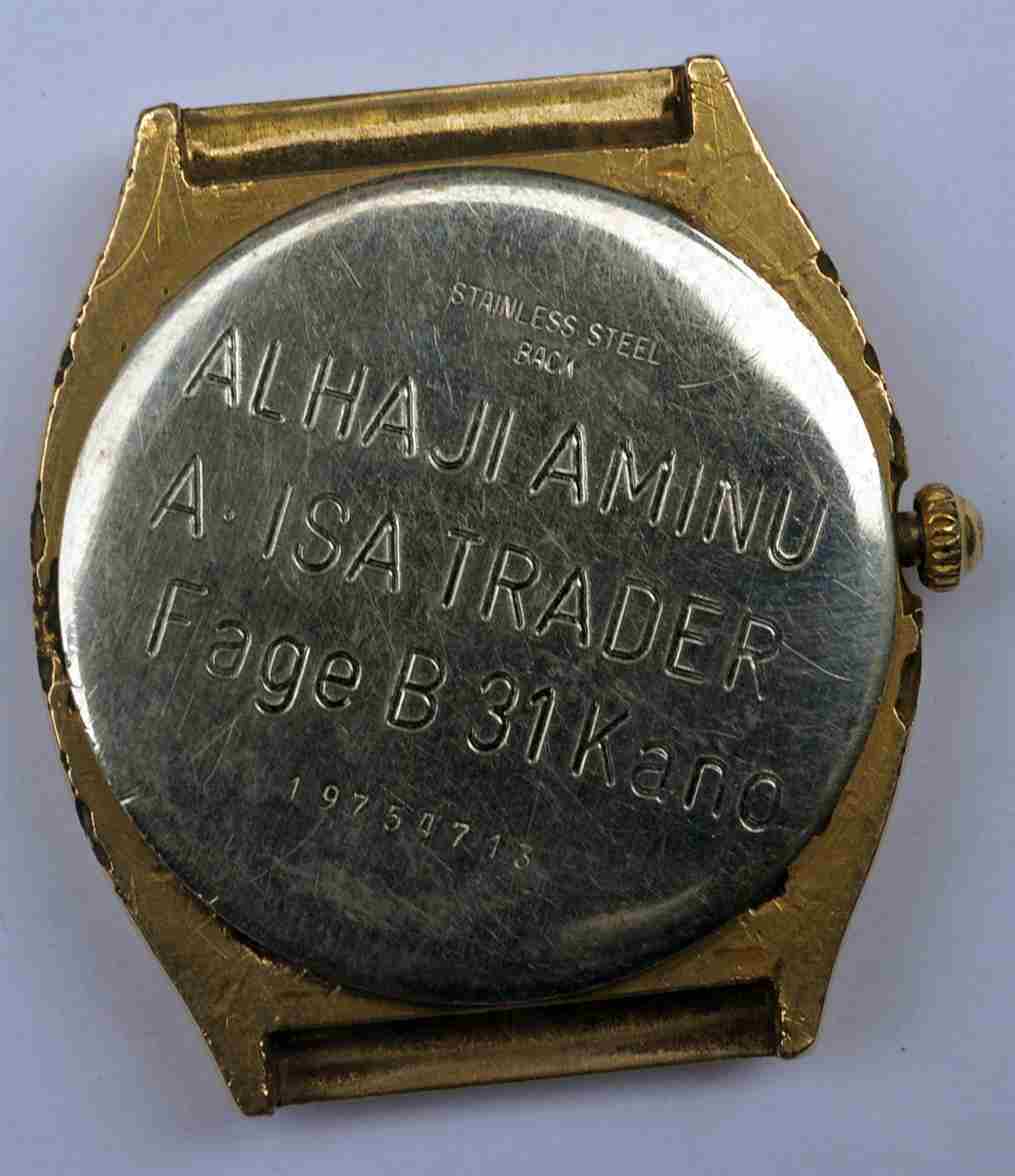 STAINLESS STEEL
BACK
ALHAJI AMINU
A. ISA TRADER
Fage B 31 Kano
19754713